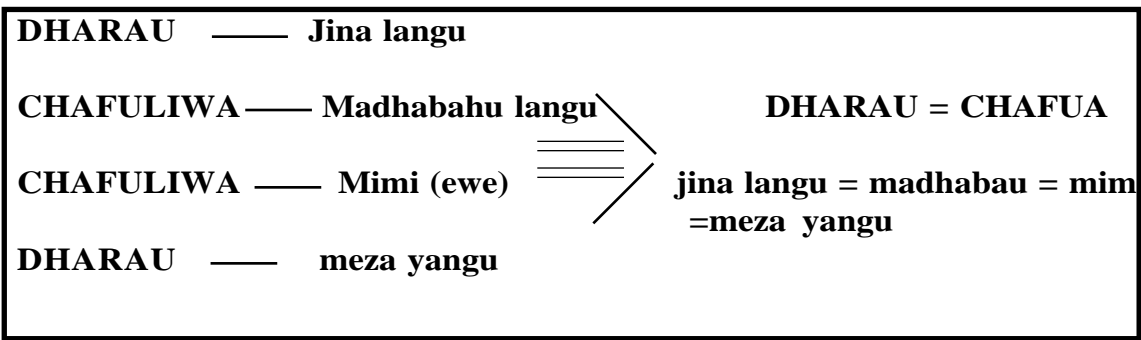 DHARAU — Jina langu
CHAFULIWA — Madhabahu langu
DHARAU = CHAFUA
CHAFULIWA — Mimi (ewe)
jina langu = madhabau = mim
=meza yangu
DHARAU — meza yangu